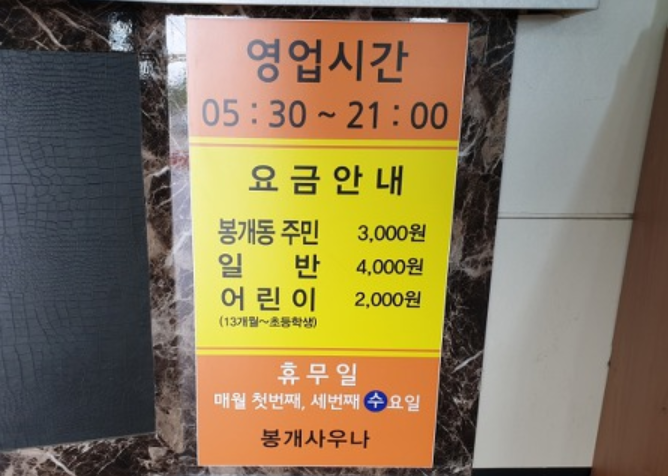 영업시간
05 : 30 ~ 21 : 00
요금안내
봉개동 주민 3,000원
일 반 4,000원
어린이 2,000원
(13개월~초등학생)
휴무일
매월 첫번째, 세번째 수요일
봉개사우나